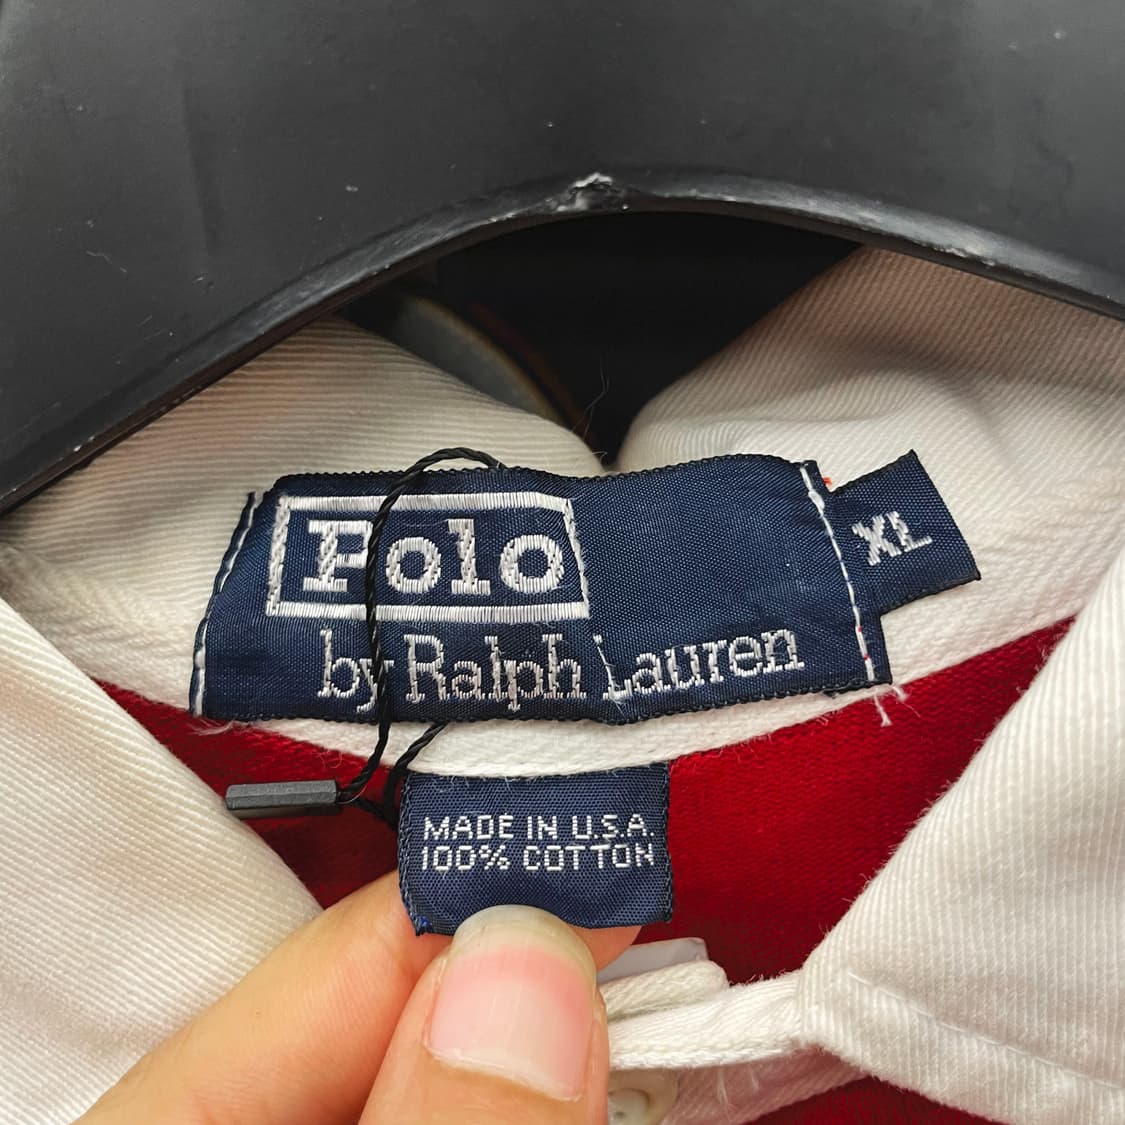 Polo
by Ralph Lauren
XL
MADE IN U.S.A.
100% COTTON